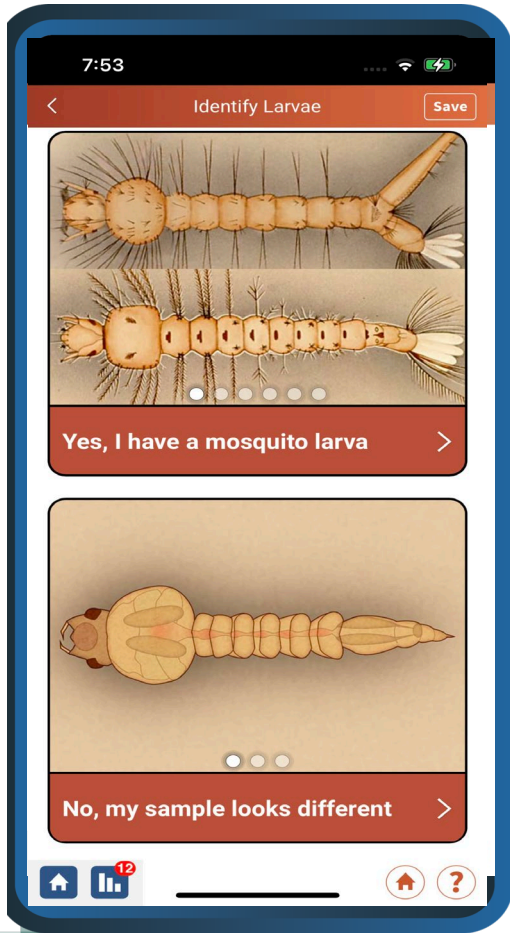 7:53
Identify Larvae
Save
Yes, I have a mosquito larva
No, my sample looks different
12
?